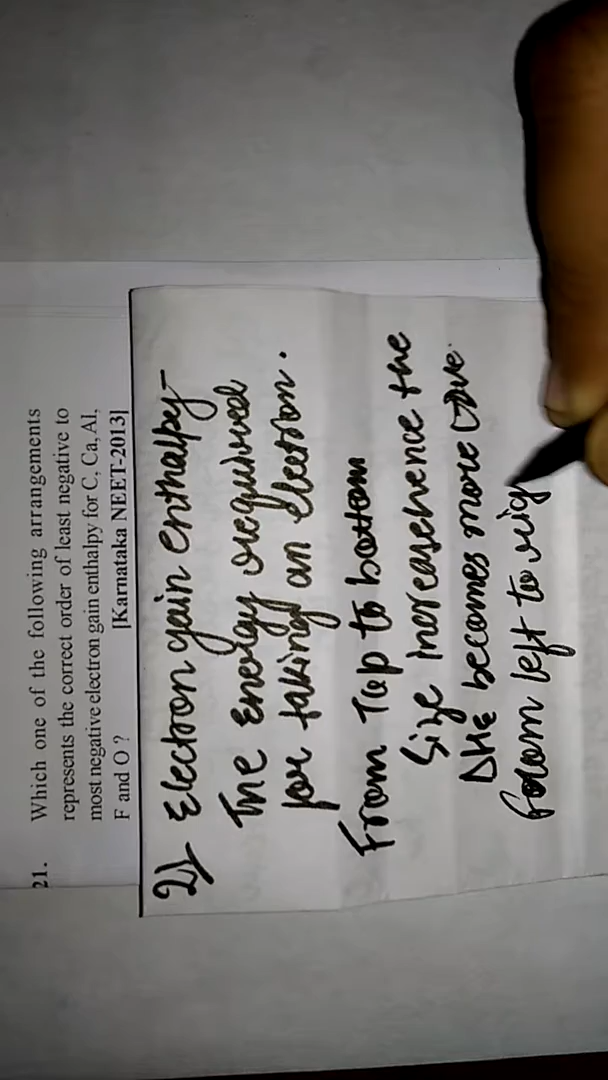 21. Which one of the following arrangements
represents the correct order of least negative to
most negative electron gain enthalpy for C, Ca, Al,
F and O ?
[Karnataka NEET-2013]
21) Electron gain enthalpy-
The energy required
for taking an electron.
From Top to bottom
Size increase hence the
ΔHe becomes more
from left to rig